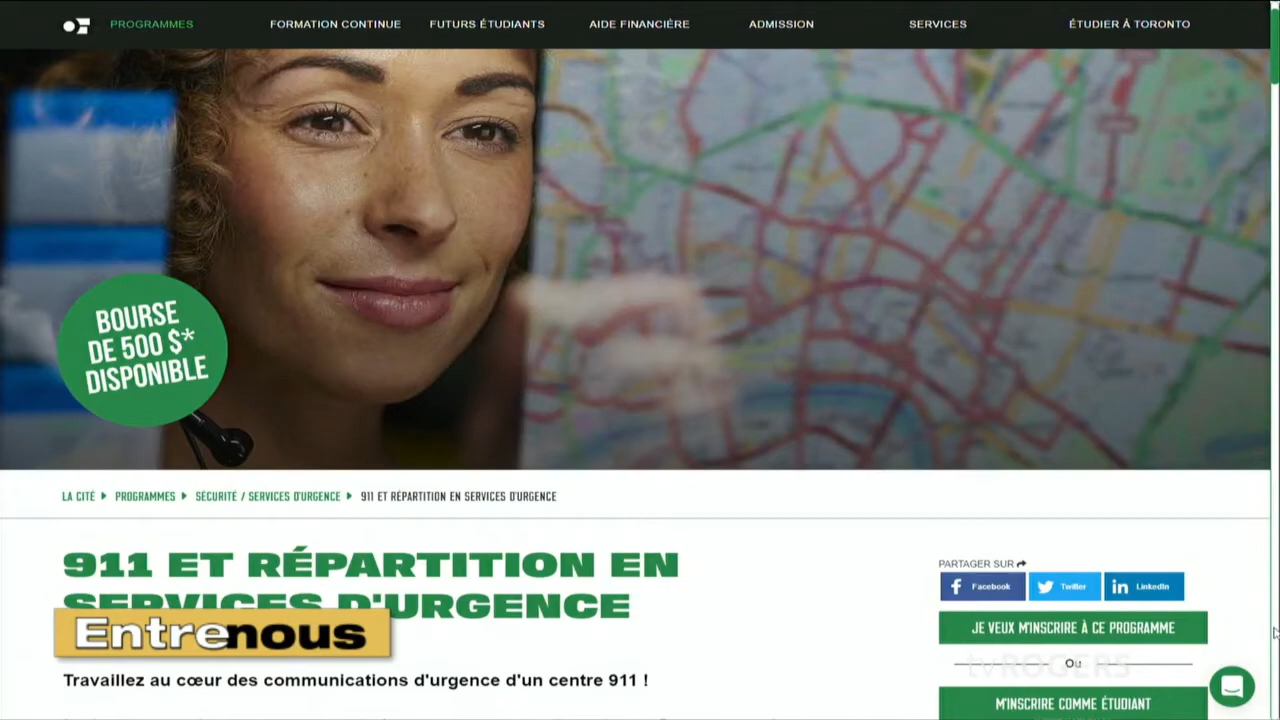 PROGRAMMES
FORMATION CONTINUE
FUTURS ÉTUDIANTS
AIDE FINANCIÈRE
ADMISSION
SERVICES
ÉTUDIER À TORONTO
BOURSE
DE 500 $*
DISPONIBLE
LA CITÉ
PROGRAMMES
SÉCURITÉ / SERVICES D'URGENCE
911 ET RÉPARTITION EN SERVICES D'URGENCE
911 ET RÉPARTITION EN
SERVICES D'URGENCE
Entrenous
Travaillez au cœur des communications d'urgence d'un centre 911 !
PARTAGER SUR
Facebook
Twitter
LinkedIn
JE VEUX M'INSCRIRE À CE PROGRAMME
Ou
tvROGERS
M'INSCRIRE COMME ÉTUDIANT